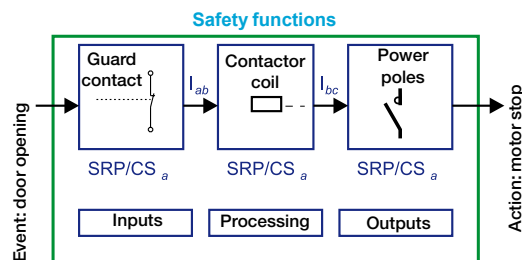 Safety functions
Event: door opening
Guard
contact
I ab
Contactor
coil
I bc
Power
poles
Action: motor stop
SRP/CS a
SRP/CS a
SRP/CS a
Inputs
Processing
Outputs